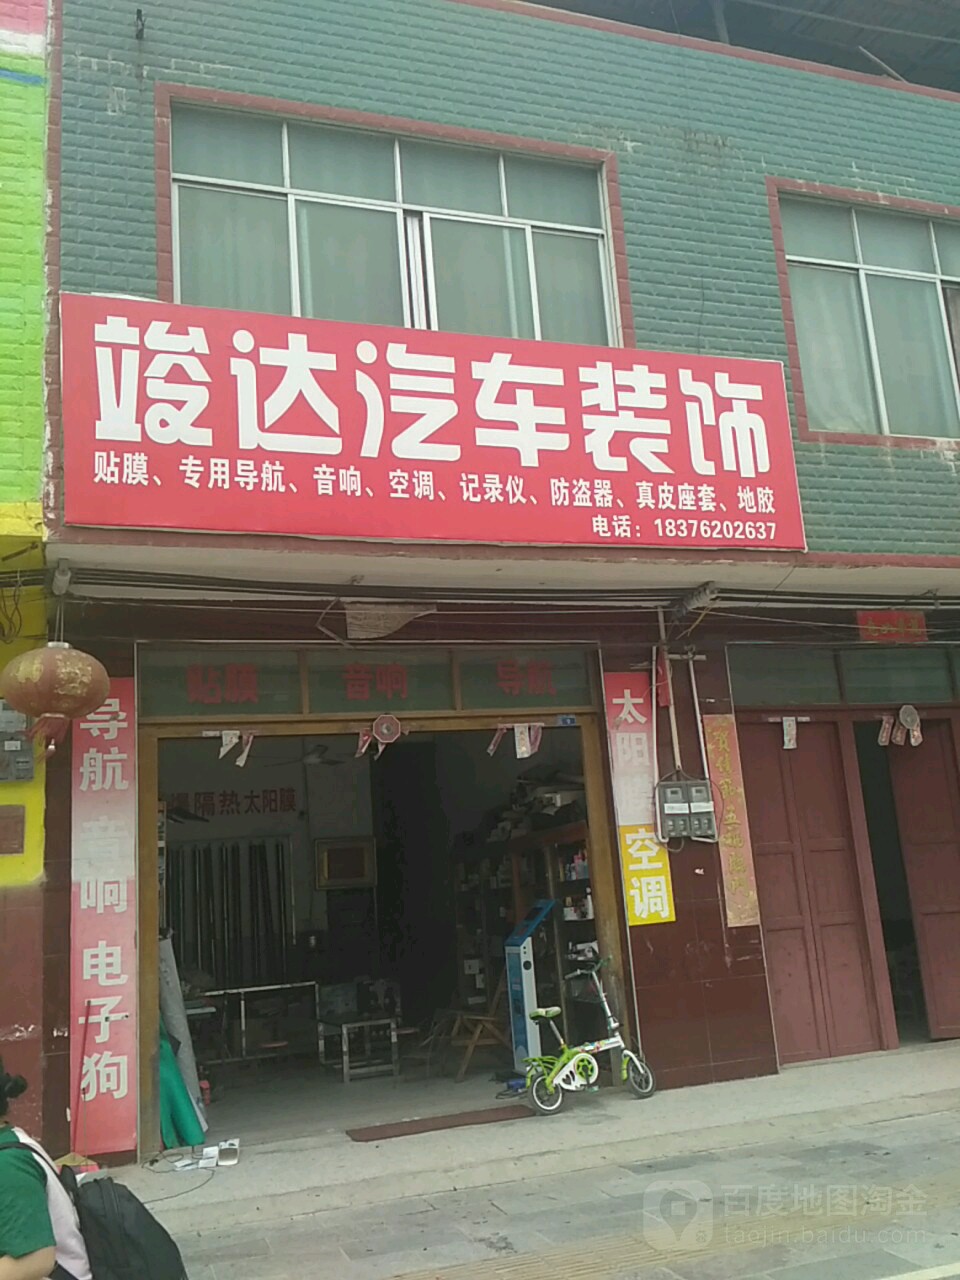 竣达汽车装饰
贴膜、专用导航、音响、空调、记录仪、防盗器、真皮座套、地胶
电话：18376202637
贴膜 音响 导航
导航 音响 电子狗
隔热太阳膜
太阳膜
空调
百度地图淘金
taojin.baidu.com